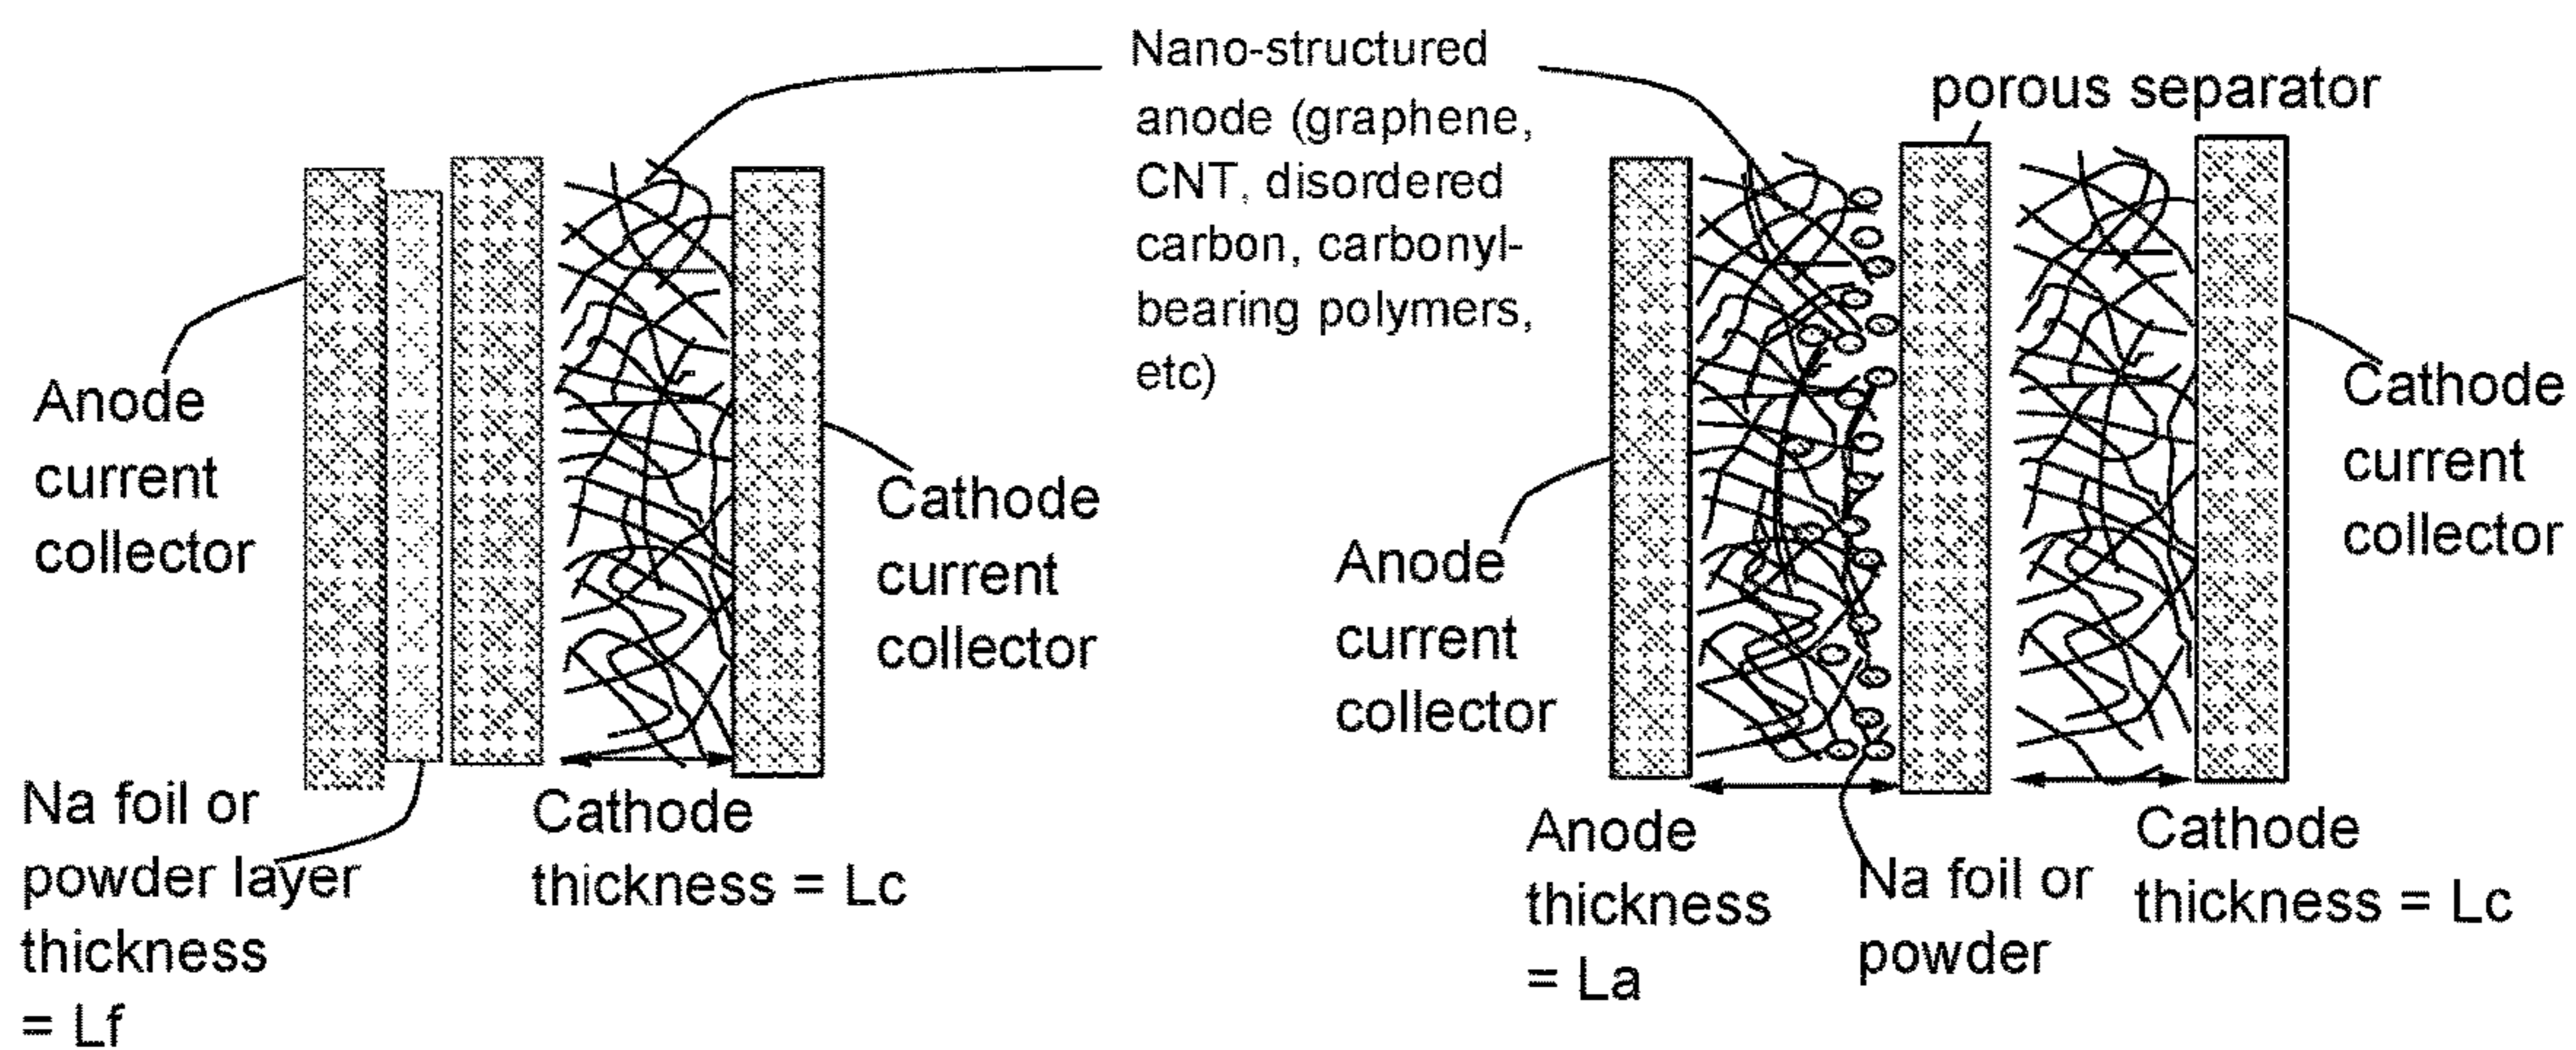 Nano-structured
anode (graphene,
CNT, disordered
carbon, carbonyl-
bearing polymers,
etc)
porous separator
Anode
current
collector
Cathode
current
collector
Na foil or
powder layer
thickness
= Lf
Cathode
thickness = Lc
Anode
current
collector
Cathode
current
collector
Anode
thickness
= La
Na foil or
powder
Cathode
thickness = Lc